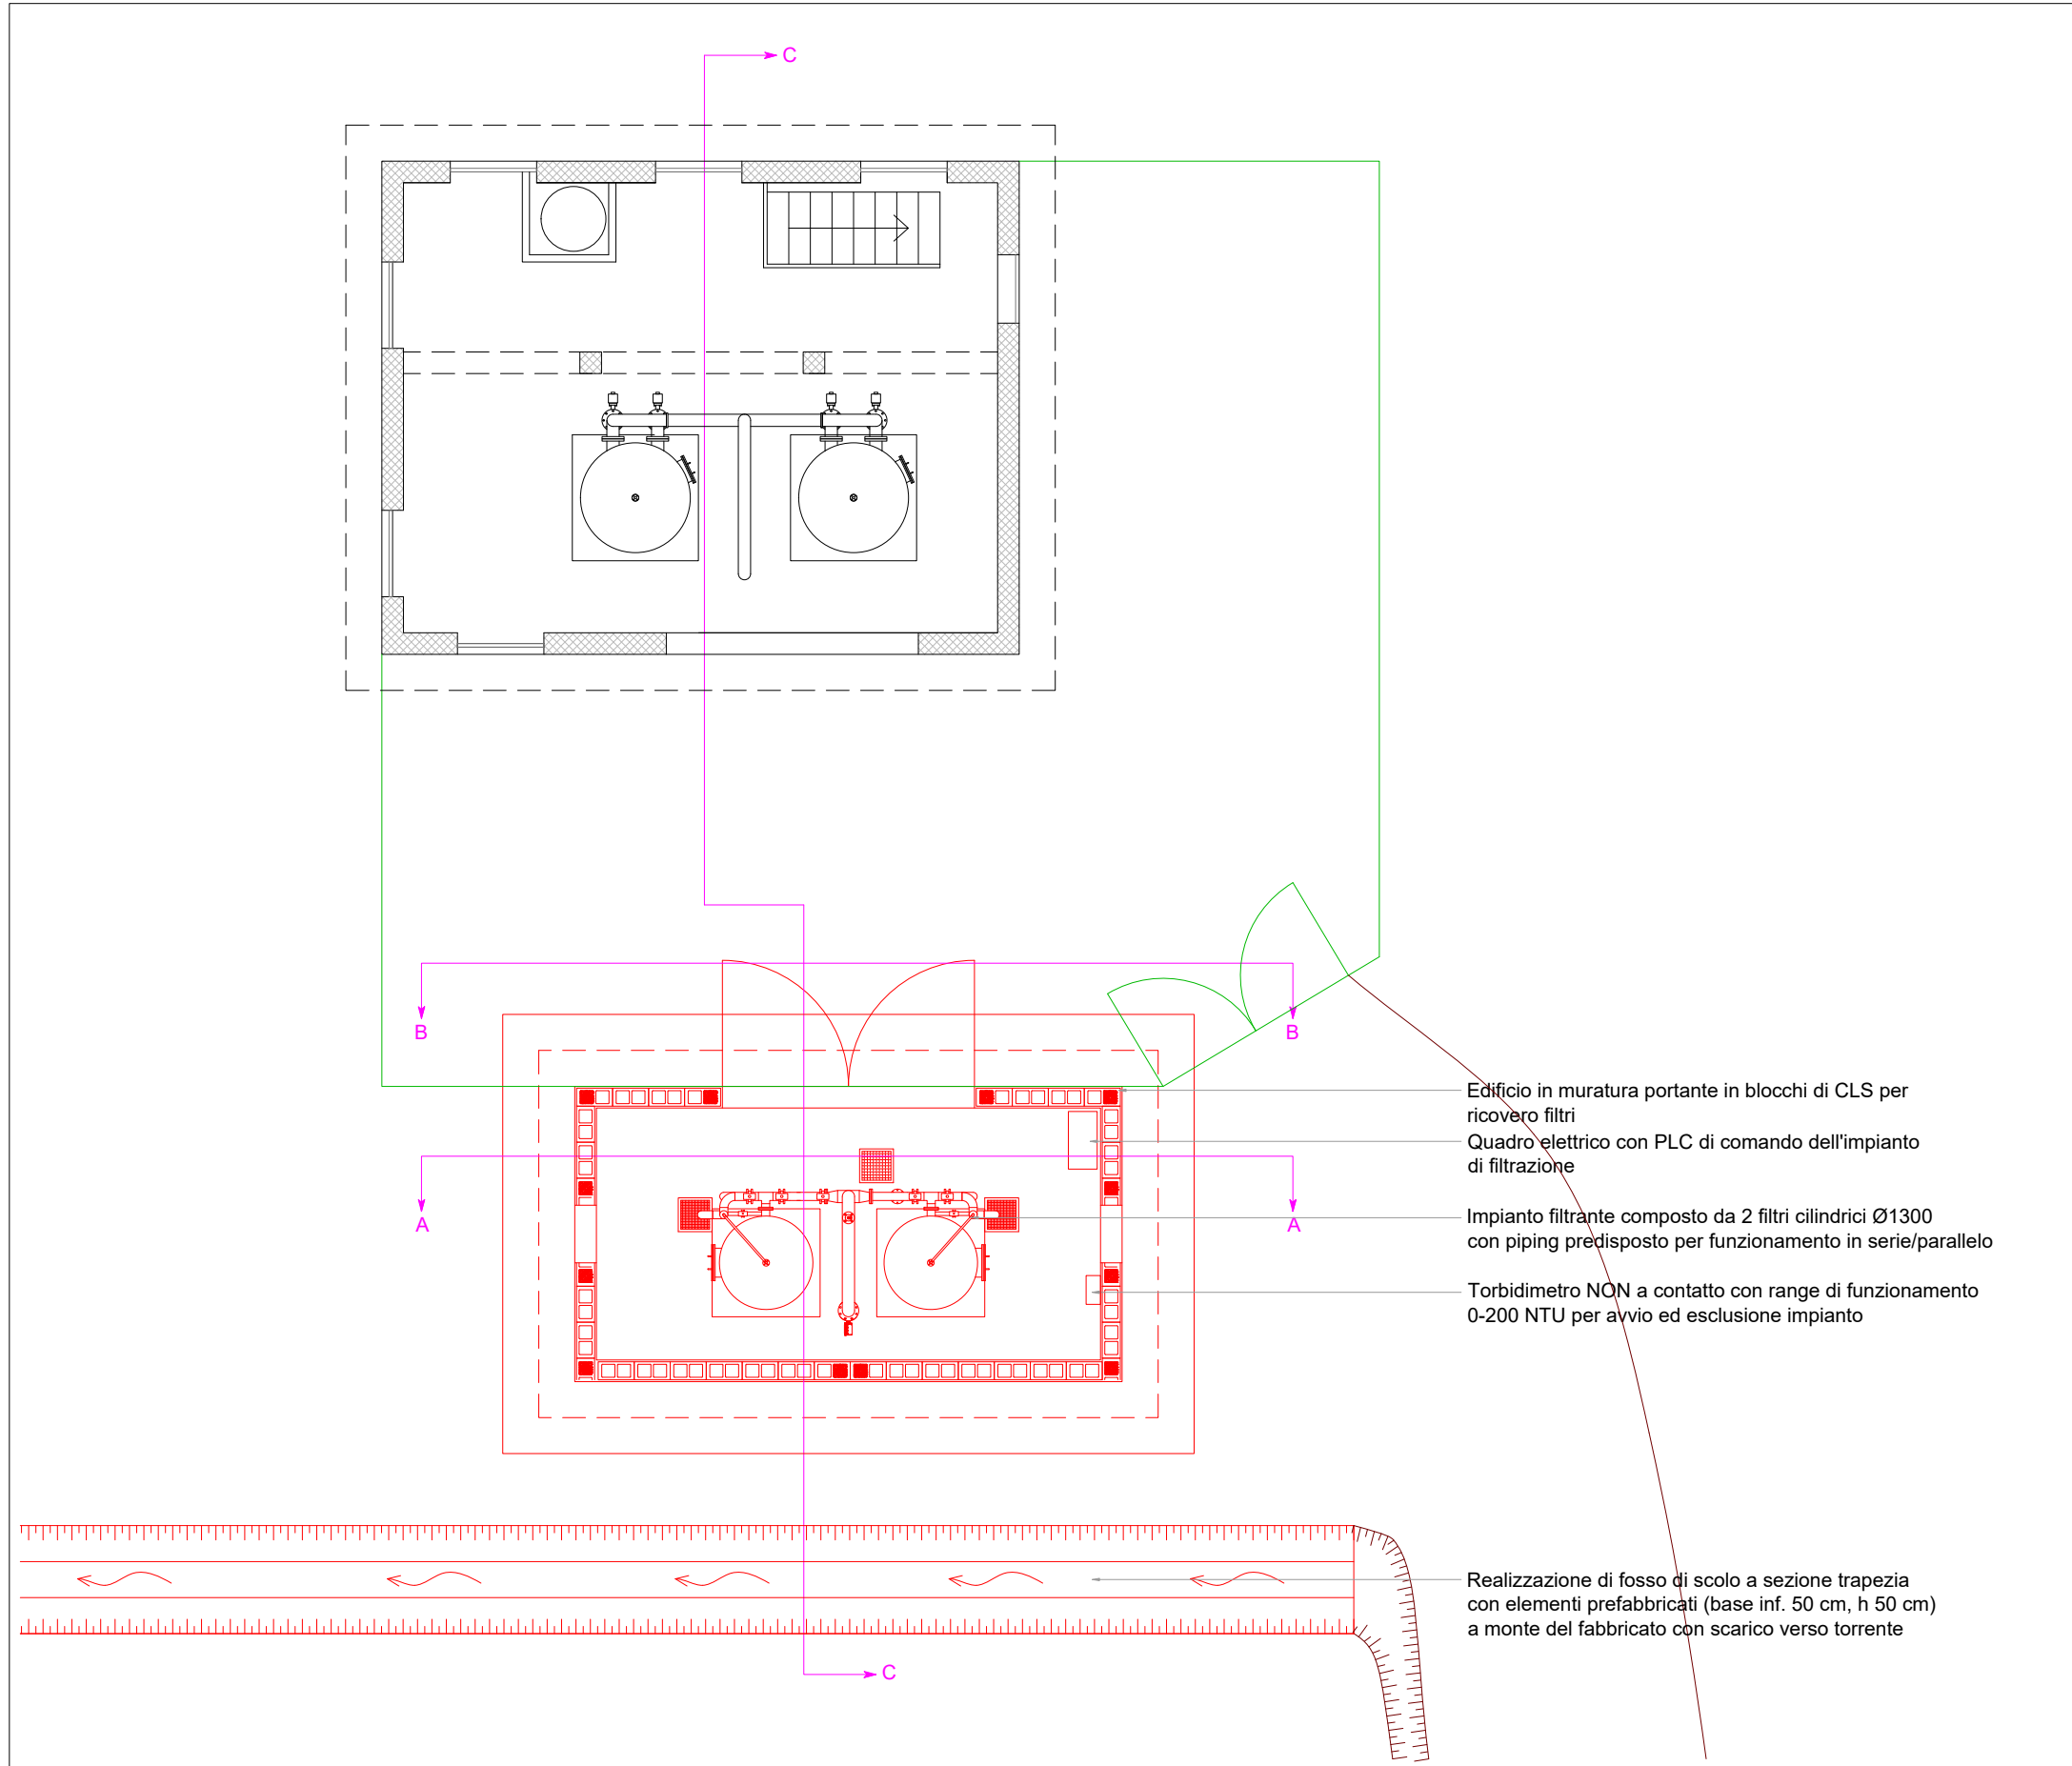 C
B
B
Edificio in muratura portante in blocchi di CLS per
ricovero filtri
Quadro elettrico con PLC di comando dell'impianto
di filtrazione
A
A
Impianto filtrante composto da 2 filtri cilindrici Ø1300
con piping predisposto per funzionamento in serie/parallelo
Torbidimetro NON a contatto con range di funzionamento
0-200 NTU per avvio ed esclusione impianto
Realizzazione di fosso di scolo a sezione trapezia
con elementi prefabbricati (base inf. 50 cm, h 50 cm)
a monte del fabbricato con scarico verso torrente
C